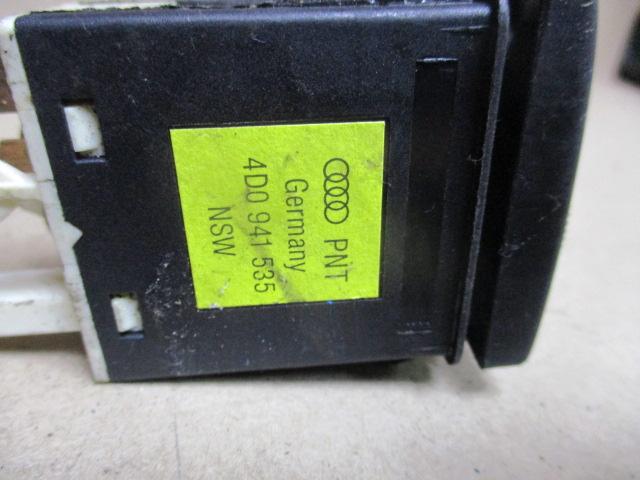 PNT
Germany
4D0 941 535
NSW